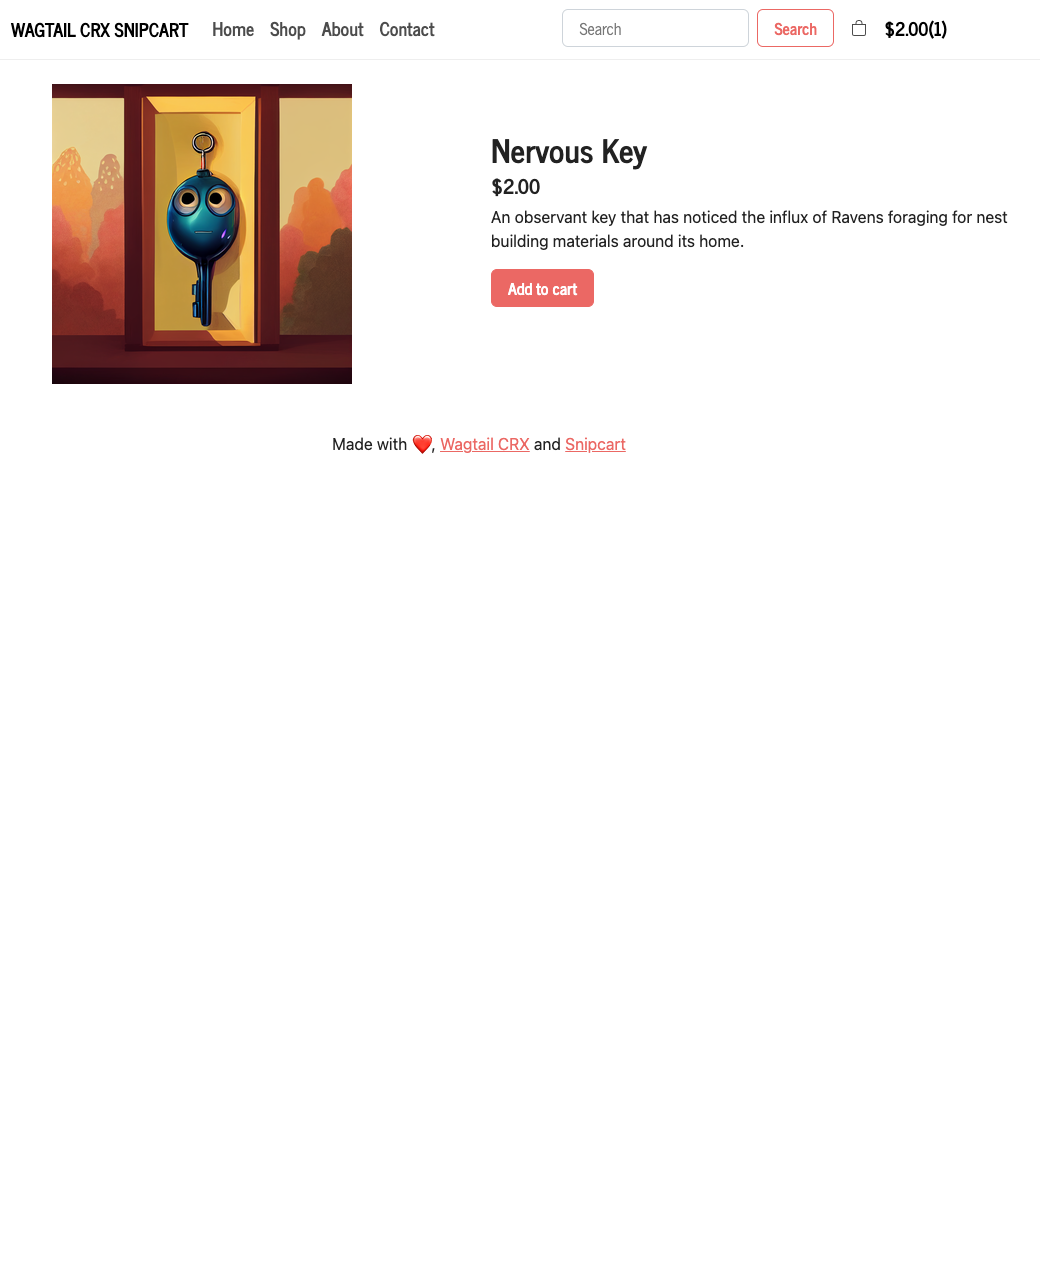 WAGTAIL CRX SNIPCART Home Shop About Contact Search Search $2.00(1)
Nervous Key
$2.00
An observant key that has noticed the influx of Ravens foraging for nest
building materials around its home.
Add to cart
Made with ❤️, Wagtail CRX and Snipcart